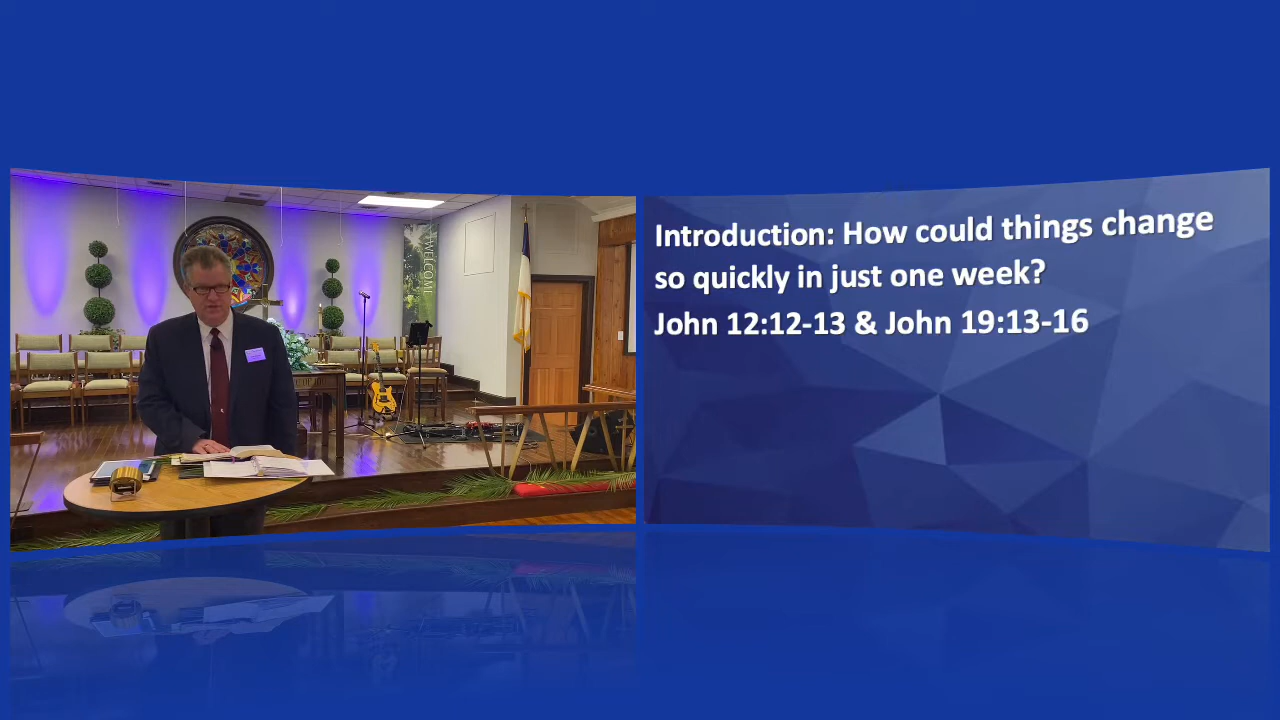 WELCOME
Introduction: How could things change
so quickly in just one week?
John 12:12-13 & John 19:13-16